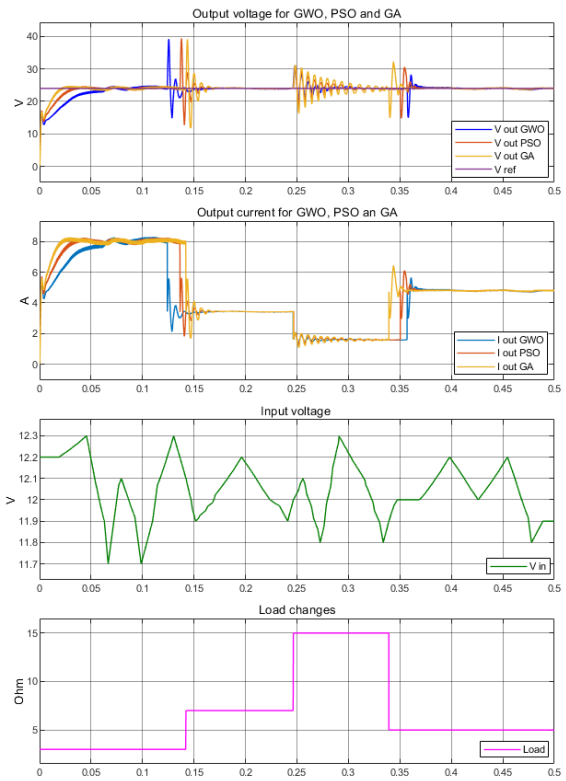 Output voltage for GWO, PSO and GA
40
30
20
10
0
V
V out GWO
V out PSO
V out GA
V ref
0 0.05 0.1 0.15 0.2 0.25 0.3 0.35 0.4 0.45 0.5
Output current for GWO, PSO an GA
8
6
4
2
0
A
I out GWO
I out PSO
I out GA
0 0.05 0.1 0.15 0.2 0.25 0.3 0.35 0.4 0.45 0.5
Input voltage
12.3
12.2
12.1
12
11.9
11.8
11.7
V
V in
0 0.05 0.1 0.15 0.2 0.25 0.3 0.35 0.4 0.45 0.5
Load changes
15
10
5
Ohm
Load
0 0.05 0.1 0.15 0.2 0.25 0.3 0.35 0.4 0.45 0.5